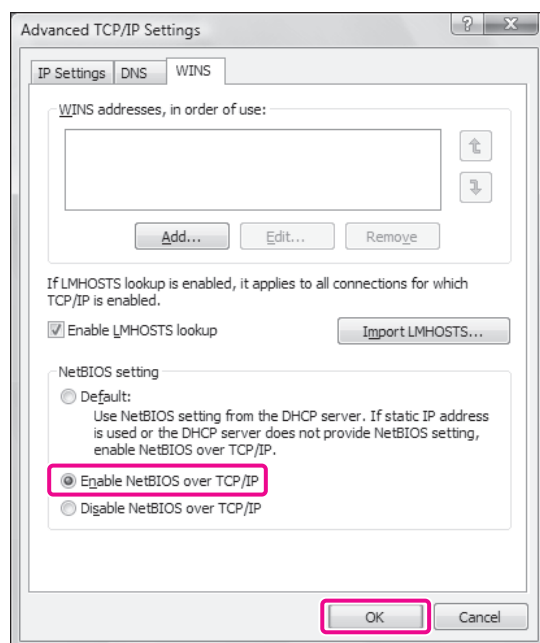 Advanced TCP/IP Settings
IP Settings DNS WINS
WINS addresses, in order of use:
Add... Edit... Remove
If LMHOSTS lookup is enabled, it applies to all connections for which
TCP/IP is enabled.
Enable LMHOSTS lookup Import LMHOSTS...
NetBIOS setting
Default:
Use NetBIOS setting from the DHCP server. If static IP address
is used or the DHCP server does not provide NetBIOS setting,
enable NetBIOS over TCP/IP.
Enable NetBIOS over TCP/IP
Disable NetBIOS over TCP/IP
OK Cancel